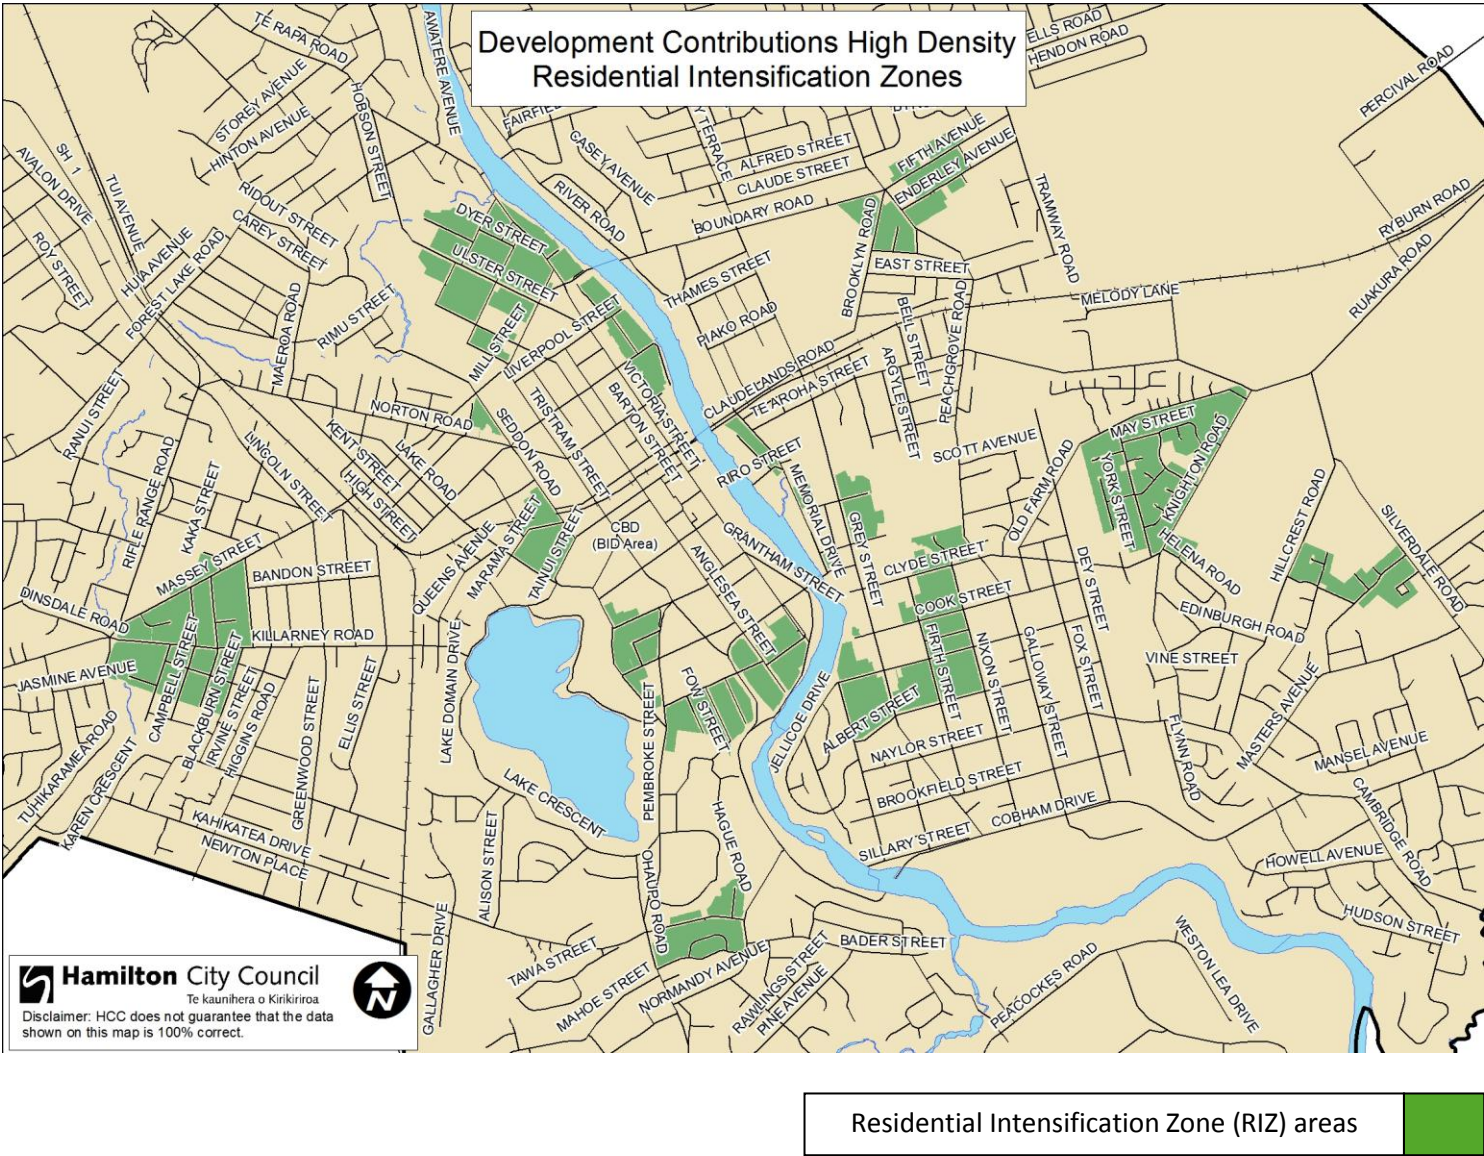 Development Contributions High Density
Residential Intensification Zones
TE RAPA ROAD
AWATERE AVENUE
ELLS ROAD
HENDON ROAD
PERCIVAL ROAD
STOREY AVENUE
HINTON AVENUE
HOBSON STREET
FAIRFIE
CASEY AVENUE
Y TERRACE
ALFRED STREET
CLAUDE STREET
FIFTH AVENUE
ENDERLEY AVENUE
SH 1
AVALON DRIVE
TUI AVENUE
RIDOUT STREET
CAREY STREET
RIVER ROAD
BOUNDARY ROAD
BROOKLYN ROAD
TRAMWAY ROAD
RYBURN ROAD
RUAKURA ROAD
ROY STREET
HUIA AVENUE
FOREST LAKE ROAD
DYER STREET
ULSTER STREET
THAMES STREET
EAST STREET
MELODY LANE
MAEROA ROAD
RIMU STREET
MILL STREET
LIVERPOOL STREET
PIAKO ROAD
BELL STREET
ARGYLE STREET
PEACHGROVE ROAD
RANUI STREET
NORTON ROAD
SEDDON ROAD
TRISTRAM STREET
VICTORIA STREET
BARTON STREET
CLAUDELANDS ROAD
TE AROHA STREET
SCOTT AVENUE
MAY STREET
RIFLE RANGE ROAD
KAKA STREET
LINCOLN STREET
KENT STREET
HIGH STREET
LAKE ROAD
RIRO STREET
MEMORIAL DRIVE
OLD FARM ROAD
YORK STREET
KNIGHTON ROAD
HILLCREST ROAD
SILVERDALE ROAD
MASSEY STREET
BANDON STREET
QUEENS AVENUE
MARAMA STREET
TAINUI STREET
CBD
(BID Area)
ANGLESEA STREET
GRANTHAM STREET
GREY STREET
CLYDE STREET
COOK STREET
DEY STREET
HELENA ROAD
EDINBURGH ROAD
DINSDALE ROAD
KILLARNEY ROAD
JASMINE AVENUE
CAMPBELL STREET
BLACKBURN STREET
IRVINE STREET
HIGGINS ROAD
GREENWOOD STREET
ELLIS STREET
LAKE DOMAIN DRIVE
PEMBROKE STREET
FOW STREET
JELLICOE DRIVE
ALBERT STREET
FIRTH STREET
NIXON STREET
GALLOWAY STREET
FOX STREET
VINE STREET
FLYNN ROAD
MASTERS AVENUE
MANSEL AVENUE
CAMBRIDGE ROAD
TUHIKARAMEA ROAD
KAREN CRESCENT
KAHIKATEA DRIVE
NEWTON PLACE
LAKE CRESCENT
HAGUE ROAD
NAYLOR STREET
BROOKFIELD STREET
SILLARY STREET
COBHAM DRIVE
HOWELL AVENUE
HUDSON STREET
ALISON STREET
GALLAGHER DRIVE
OHAUPO ROAD
TAWA STREET
MAHOE STREET
NORMANDY AVENUE
RAWLINGS STREET
PINE AVENUE
BADER STREET
PEACOCKES ROAD
WESTON LEA DRIVE
Hamilton City Council
Te kaunihera o Kirikiriroa
N
Disclaimer: HCC does not guarantee that the data
shown on this map is 100% correct.
Residential Intensification Zone (RIZ) areas